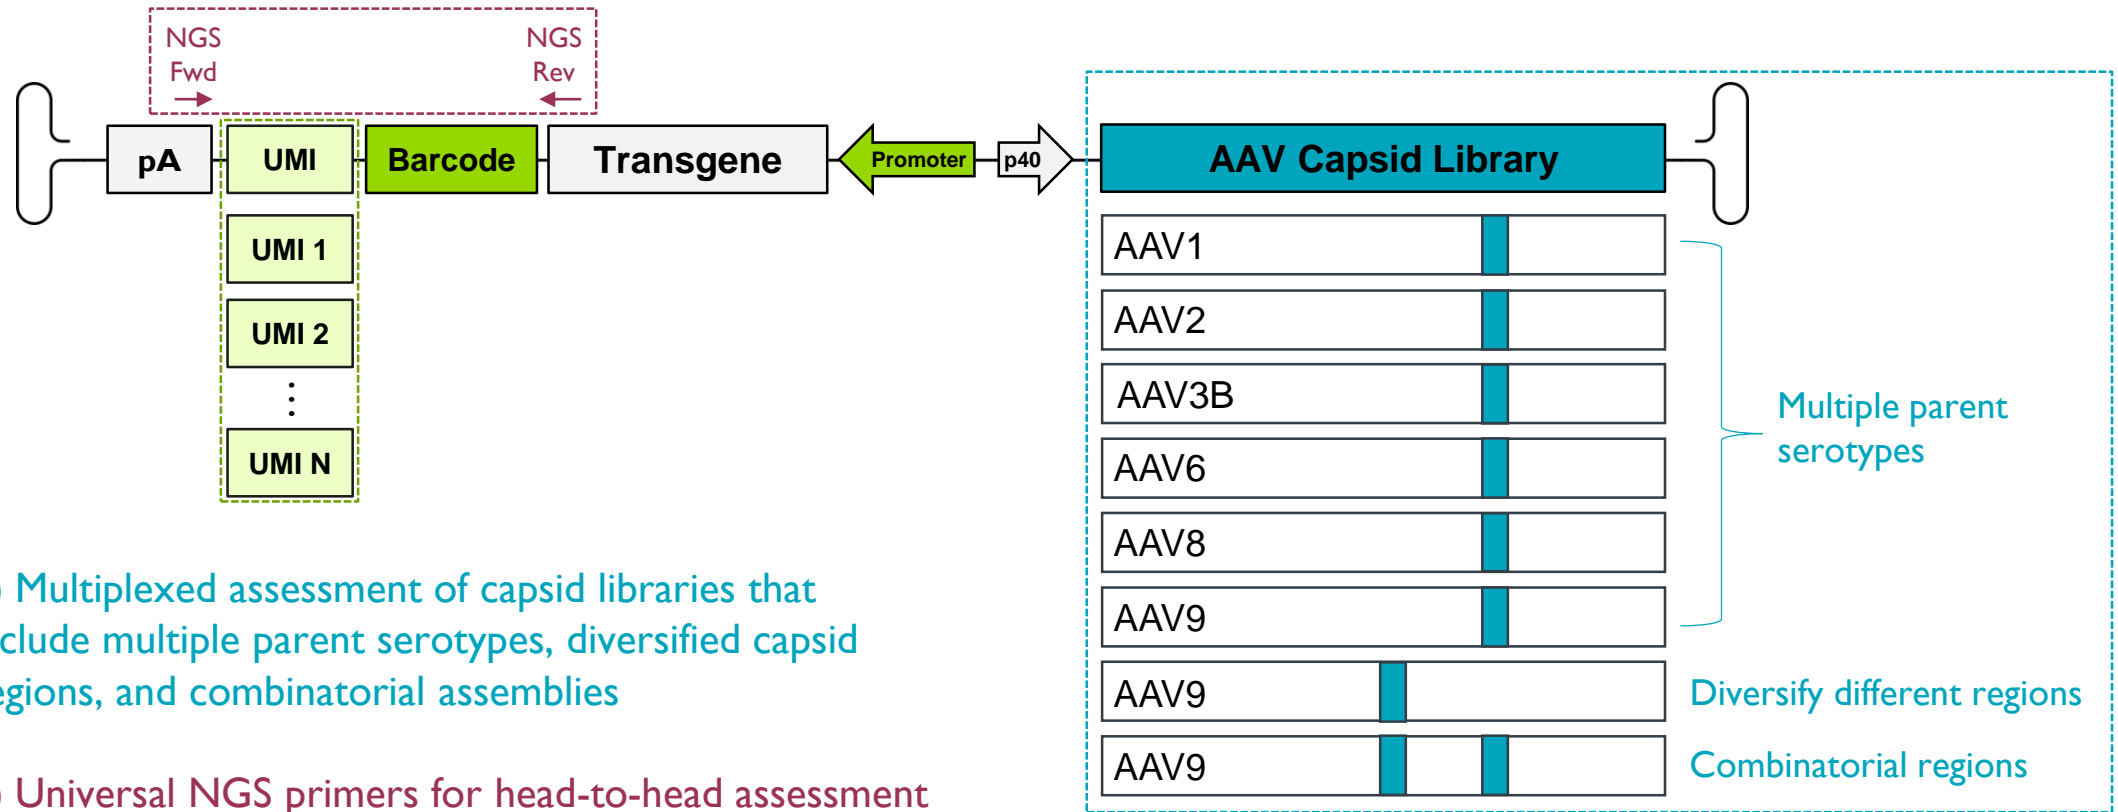 NGS
Fwd
NGS
Rev
pA
UMI
Barcode
Transgene
Promoter
p40
AAV Capsid Library
UMI 1
UMI 2
⋮
UMI N
AAV1
AAV2
AAV3B
AAV6
AAV8
AAV9
AAV9
AAV9
Multiple parent
serotypes
Diversify different regions
Combinatorial regions
) Multiplexed assessment of capsid libraries that
clude multiple parent serotypes, diversified capsid
egions, and combinatorial assemblies
) Universal NGS primers for head-to-head assessment